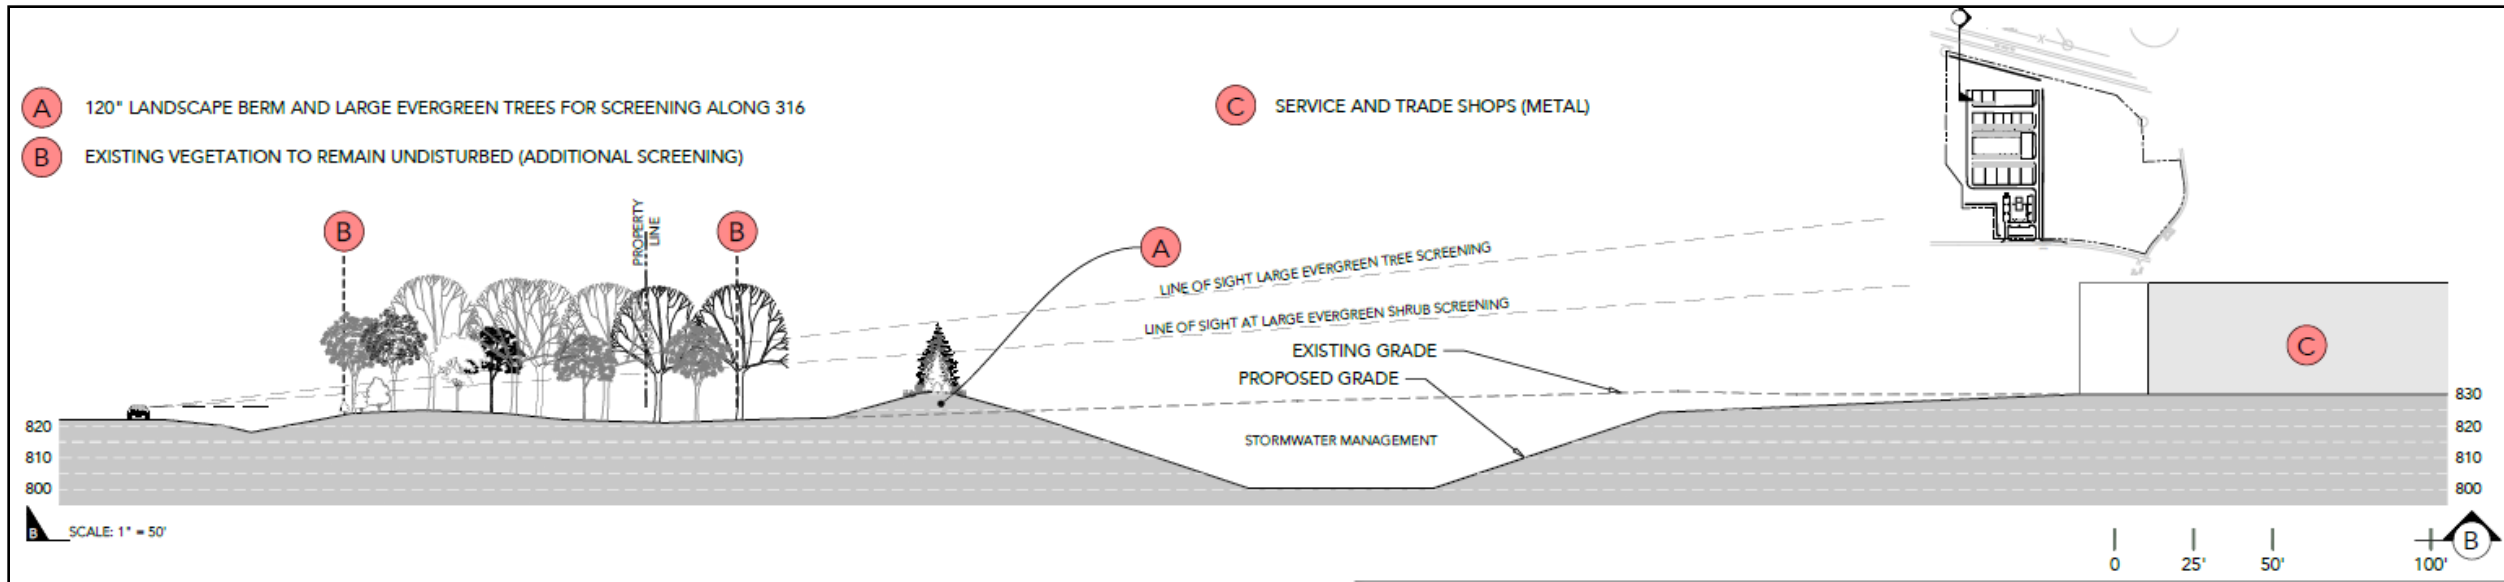 A 120" LANDSCAPE BERM AND LARGE EVERGREEN TREES FOR SCREENING ALONG 316
B EXISTING VEGETATION TO REMAIN UNDISTURBED (ADDITIONAL SCREENING)
C SERVICE AND TRADE SHOPS (METAL)
B
PROPERTY
LINE
B
A
LINE OF SIGHT LARGE EVERGREEN TREE SCREENING
LINE OF SIGHT AT LARGE EVERGREEN SHRUB SCREENING
EXISTING GRADE
PROPOSED GRADE
C
STORMWATER MANAGEMENT
820
810
800
830
820
810
800
B SCALE: 1" = 50'
0 25' 50' 100'
B